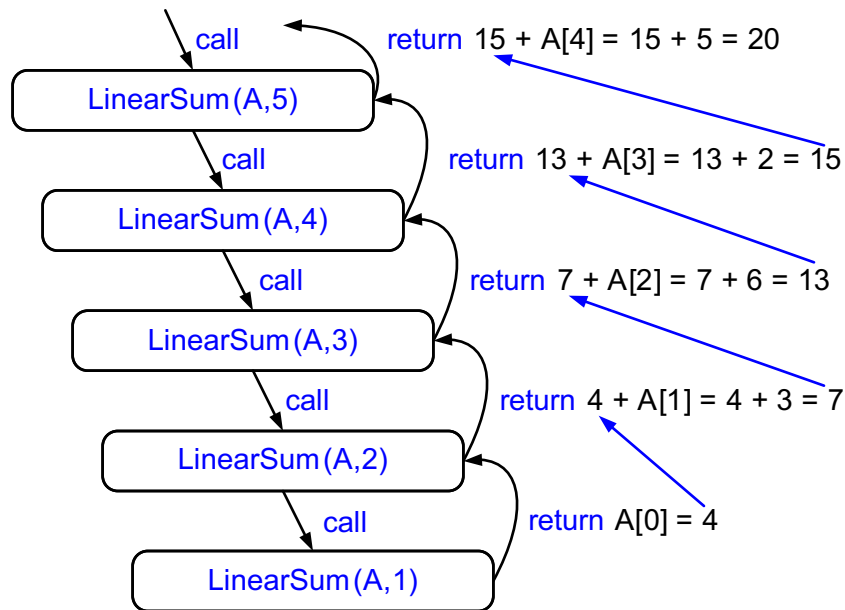 call
return 15 + A[4] = 15 + 5 = 20
LinearSum(A,5)
call
return 13 + A[3] = 13 + 2 = 15
LinearSum(A,4)
call
return 7 + A[2] = 7 + 6 = 13
LinearSum(A,3)
call
return 4 + A[1] = 4 + 3 = 7
LinearSum(A,2)
call
return A[0] = 4
LinearSum(A,1)